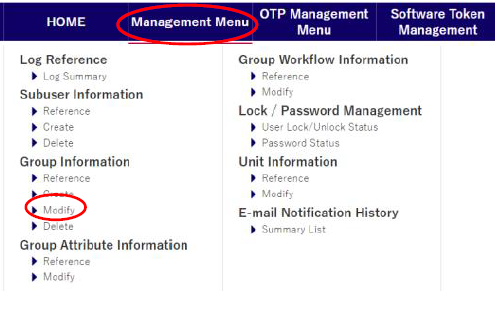 HOME
Management Menu
OTP Management
Menu
Software Token
Management
Log Reference
Log Summary
Subuser Information
Reference
Create
Delete
Group Information
Reference
Create
Modify
Delete
Group Attribute Information
Reference
Modify
Group Workflow Information
Reference
Modify
Lock / Password Management
User Lock/Unlock Status
Password Status
Unit Information
Reference
Modify
E-mail Notification History
Summary List